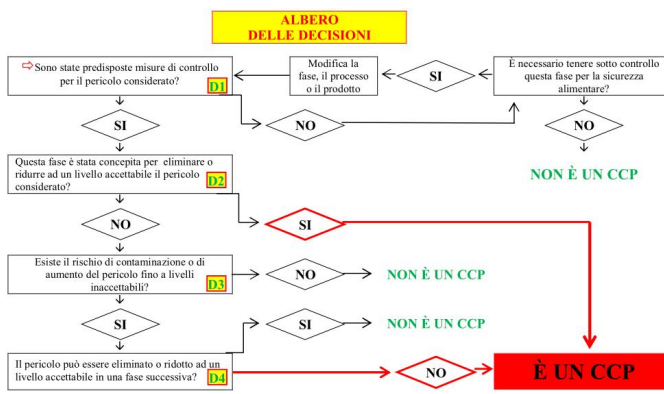 ALBERO
DELLE DECISIONI
⇨Sono state predisposte misure di controllo
per il pericolo considerato?
D1
Modifica la
fase, il processo
o il prodotto
SI
È necessario tenere sotto controllo
questa fase per la sicurezza
alimentare?
SI
NO
NO
NON È UN CCP
Questa fase è stata concepita per eliminare o
ridurre ad un livello accettabile il pericolo
considerato?
D2
NO
SI
Esiste il rischio di contaminazione o di
aumento del pericolo fino a livelli
inaccettabili?
D3
NO
NON È UN CCP
SI
SI
NON È UN CCP
Il pericolo può essere eliminato o ridotto ad un
livello accettabile in una fase successiva?
D4
NO
È UN CCP